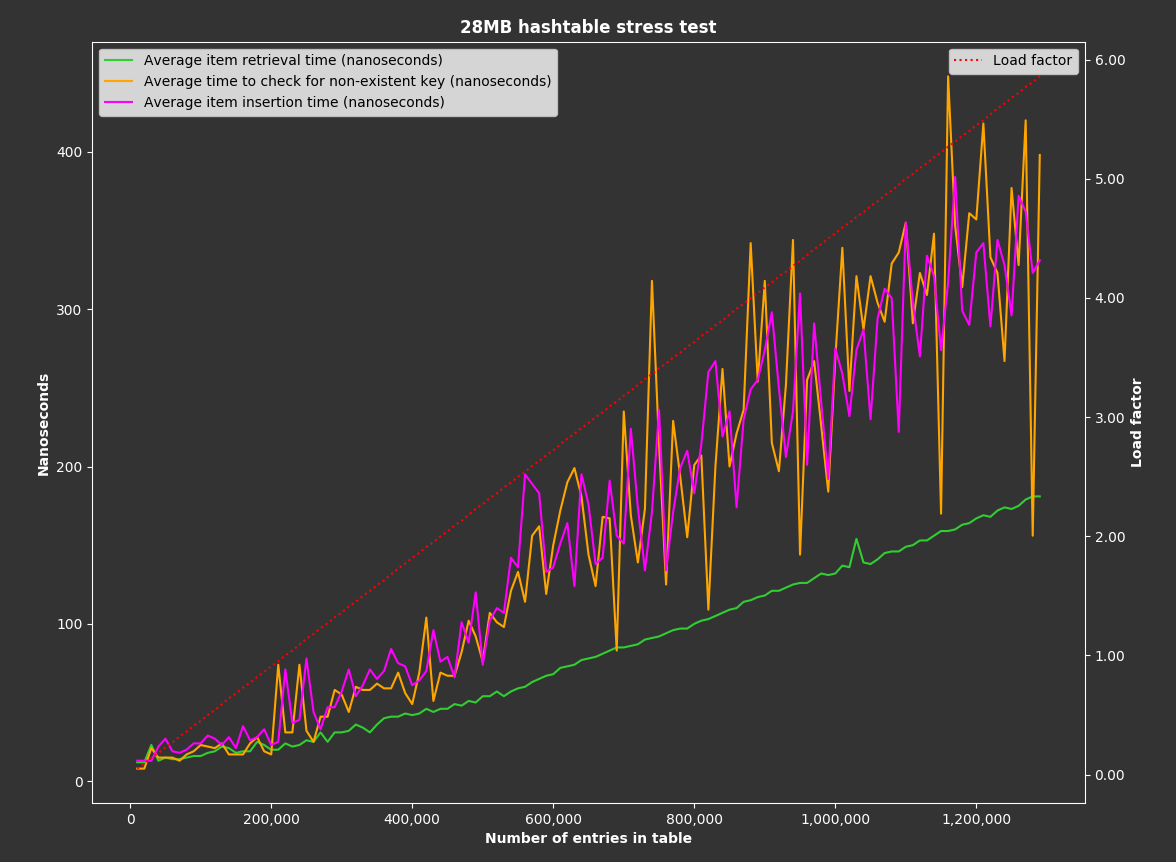 28MB hashtable stress test
Average item retrieval time (nanoseconds)
Average time to check for non-existent key (nanoseconds)
Average item insertion time (nanoseconds)
Load factor
Nanoseconds
400
300
200
100
0
6.00
5.00
4.00
3.00
2.00
1.00
0.00
Load factor
0
200,000
400,000
600,000
800,000
1,000,000
1,200,000
Number of entries in table